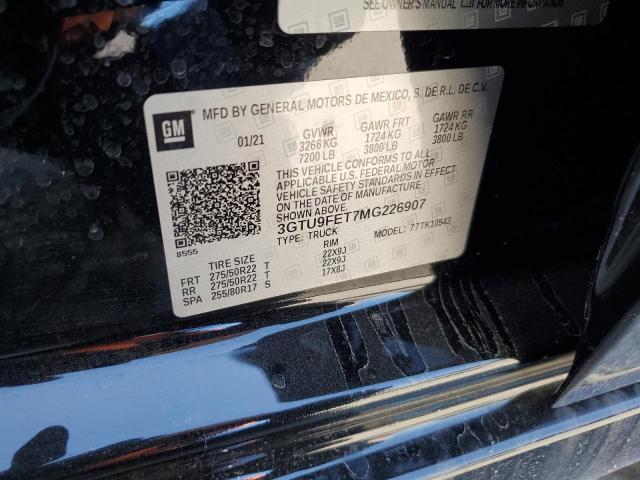 SEE OWNER'S MANUAL FOR MORE INFORMATION
GM
MFD BY GENERAL MOTORS DE MEXICO, S. DE R.L. DE C.V.
01/21
GVWR GAWR FRT GAWR RR
3266 KG 1724 KG 1724 KG
7200 LB 3800 LB 3800 LB
THIS VEHICLE CONFORMS TO ALL
APPLICABLE FEDERAL MOTOR
VEHICLE SAFETY STANDARDS IN EFFECT
ON THE DATE OF MANUFACTURE
SHOWN ABOVE.
3GTU9FET7MG226907
TYPE: TRUCK MODEL: 77TK10543
8555
TIRE SIZE RIM
FRT 275/50R22 T 22X9J
RR 275/50R22 T 22X9J
SPA 255/80R17 S 17X8J